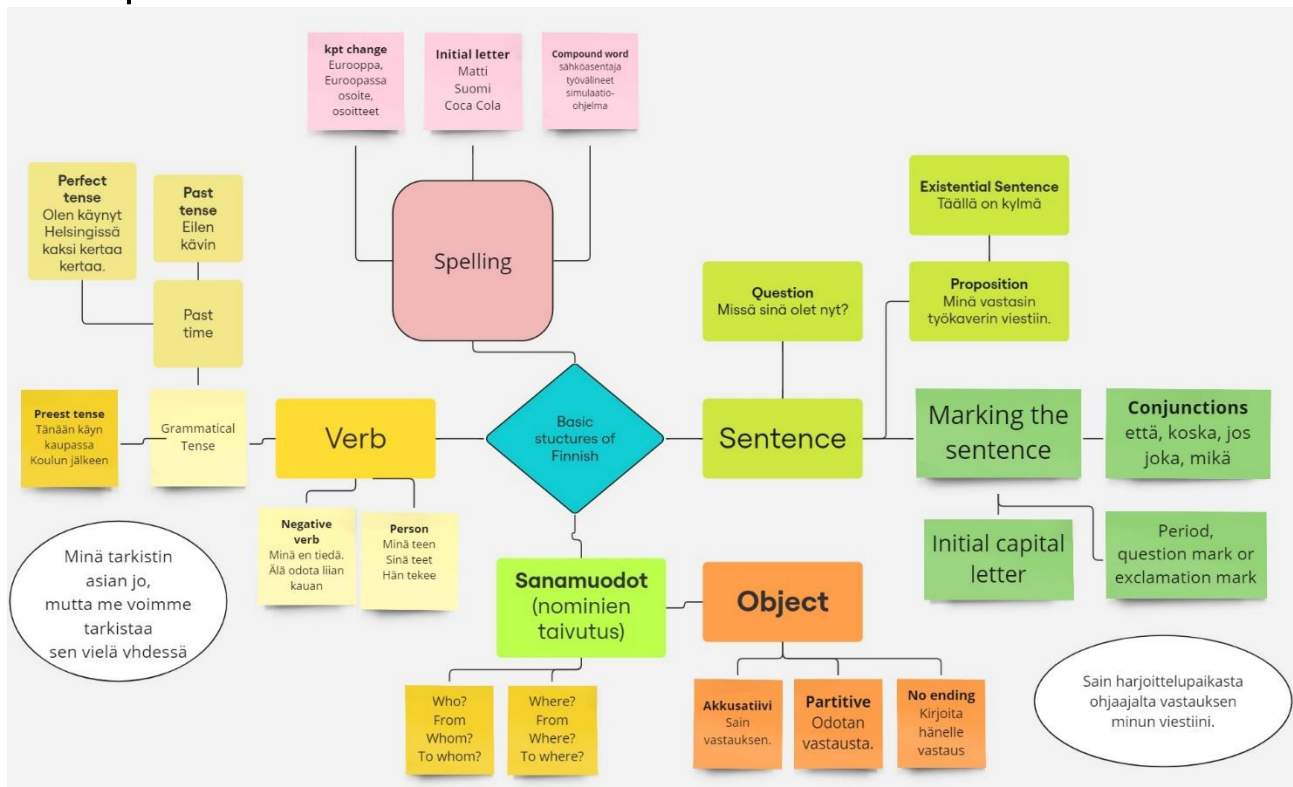 kpt change
Eurooppa,
Euroopassa
osoite,
osoitteet
Initial letter
Matti
Suomi
Coca Cola
Compound word
sähköasentaja
työvälineet
simulaatio-
ohjelma
Spelling
Perfect
tense
Olen käynyt
Helsingissä
kaksi kertaa
kertaa.
Past
tense
Eilen
kävin
Past
time
Preest tense
Tänään käyn
kaupassa
Koulun jälkeen
Grammatical
Tense
Verb
Negative
verb
Minä en tiedä.
Älä odota liian
kauan
Person
Minä teen
Sinä teet
Hän tekee
Minä tarkistin
asian jo,
mutta me voimme
tarkistaa
sen vielä yhdessä
Basic
stuctures of
Finnish
Existential Sentence
Täällä on kylmä
Question
Missä sinä olet nyt?
Proposition
Minä vastasin
työkaverin viestiin.
Sentence
Marking the
sentence
Conjunctions
että, koska, jos
joka, mikä
Initial capital
letter
Period,
question mark or
exclamation mark
Sanamuodot
(nominien
taivutus)
Object
Who?
From
Whom?
To whom?
Where?
From
Where?
To where?
Akkusatiivi
Sain
vastauksen.
Partitive
Odotan
vastausta.
No ending
Kirjoita
hänelle
vastaus
Sain harjoittelupaikasta
ohjaajalta vastauksen
minun viestiini.